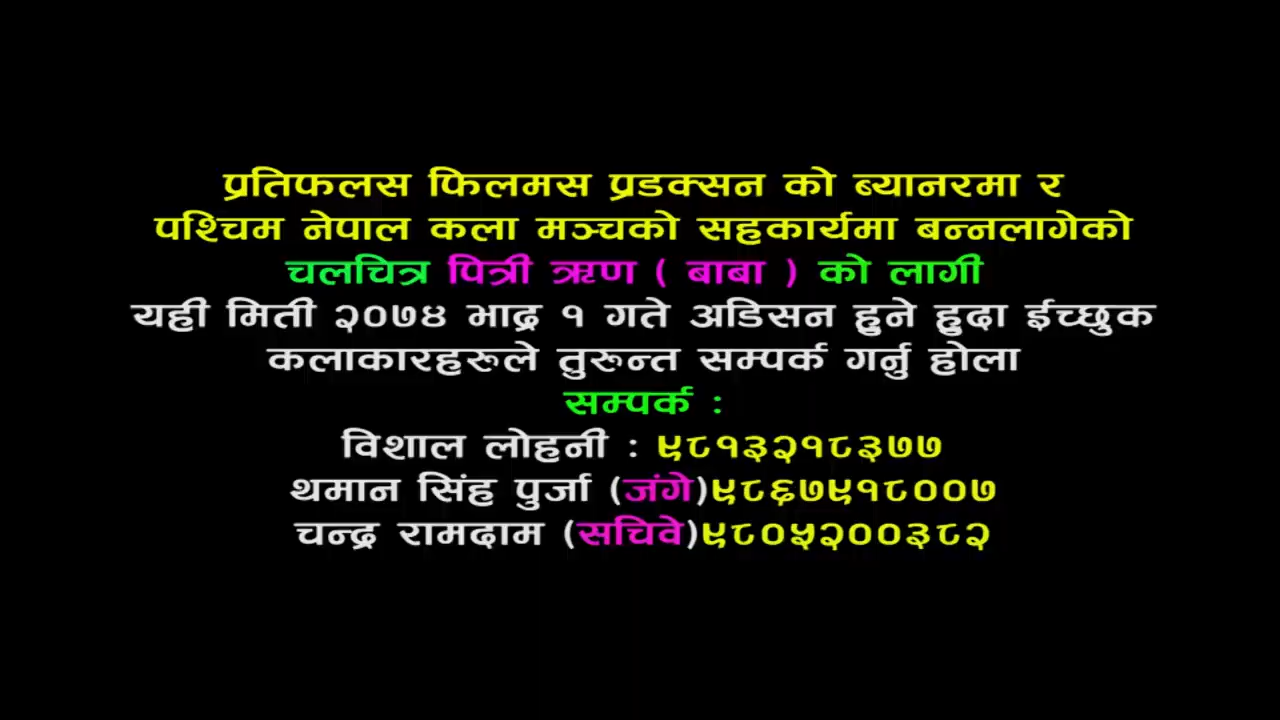 प्रतिफलस फिलमस प्रडक्सन को ब्यानरमा र
पश्चिम नेपाल कला मञ्चको सहकार्यमा बन्नलागेको
चलचित्र पित्री ऋण ( बाबा ) को लागी
यही मिती २०७४ भाद्र १ गते अडिसन हुने हुदा ईच्छुक
कलाकारहरूले तुरून्त सम्पर्क गर्नु होला
सम्पर्क :
विशाल लोहनी : ९८१३२१८३७७
थमान सिंह पुर्जा (जंगे)९८६७९१८००७
चन्द्र रामदाम (सचिवे)९८०५२००३८२